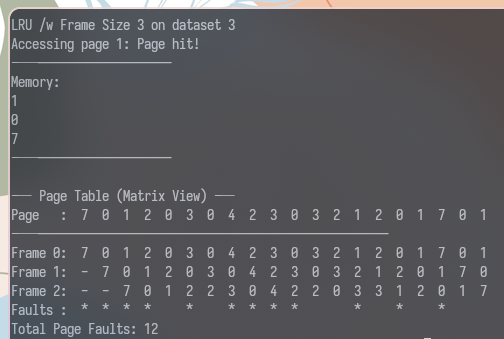 LRU /w Frame Size 3 on dataset 3
Accessing page 1: Page hit!
Memory:
1
0
7
── Page Table (Matrix View) ──
Page   :  7  0  1  2  0  3  0  4  2  3  0  3  2  1  2  0  1  7  0  1
Frame 0:  7  0  1  2  0  3  0  4  2  3  0  3  2  1  2  0  1  7  0  1
Frame 1:  -  7  0  1  2  0  3  0  4  2  3  0  3  2  1  2  0  1  7  0
Frame 2:  -  -  7  0  1  2  2  3  0  4  2  2  0  3  3  1  2  0  1  7
Faults :  *  *  *  *     *     *  *  *  *        *     *     *
Total Page Faults: 12